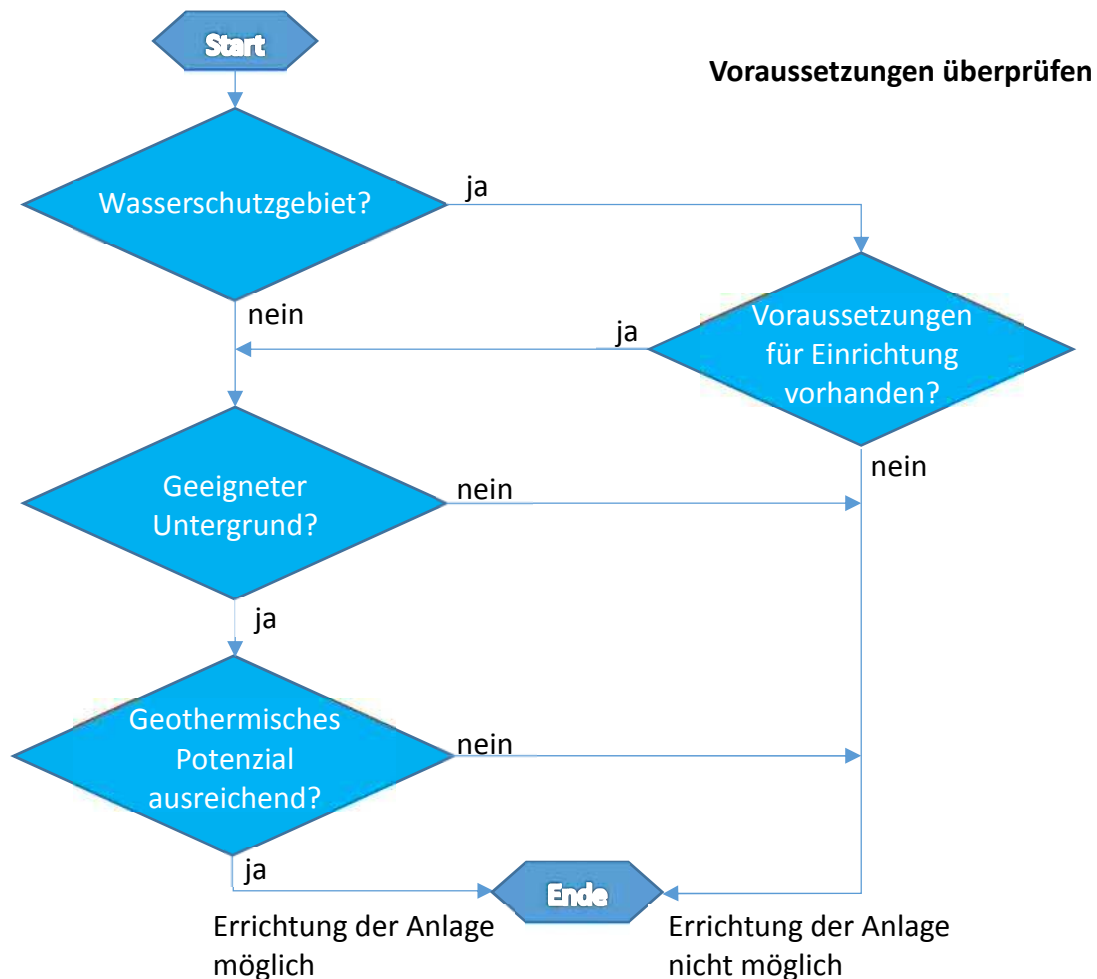 Start
Voraussetzungen überprüfen
Wasserschutzgebiet?
ja
nein
ja
Voraussetzungen
für Einrichtung
vorhanden?
nein
Geeigneter
Untergrund?
nein
ja
Geothermisches
Potenzial
ausreichend?
nein
ja
Ende
Errichtung der Anlage
möglich
Errichtung der Anlage
nicht möglich